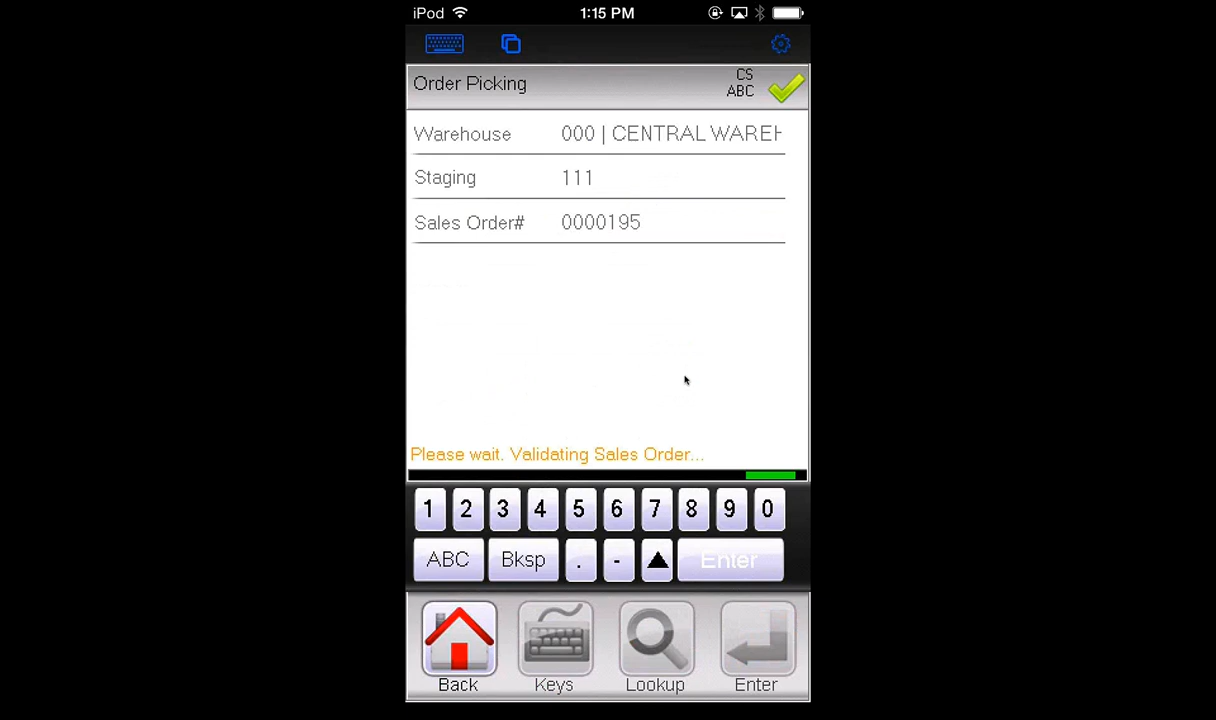 iPod 1:15 PM
Order Picking
CS
ABC
Warehouse 000 | CENTRAL WAREH
Staging 111
Sales Order# 0000195
Please wait. Validating Sales Order...
1 2 3 4 5 6 7 8 9 0
ABC Bksp . - Enter
Back Keys Lookup Enter